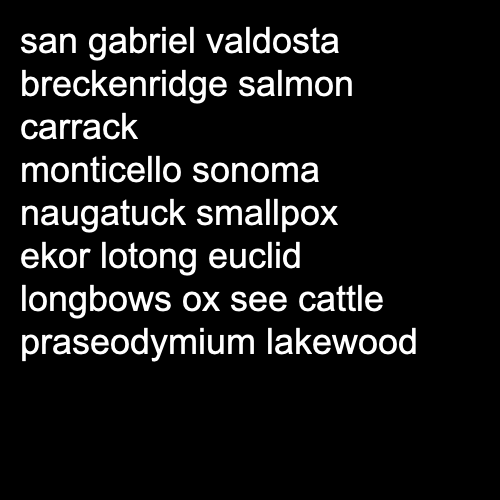 san gabriel valdosta
breckenridge salmon
carrack
monticello sonoma
naugatuck smallpox
ekor lotong euclid
longbows ox see cattle
praseodymium lakewood